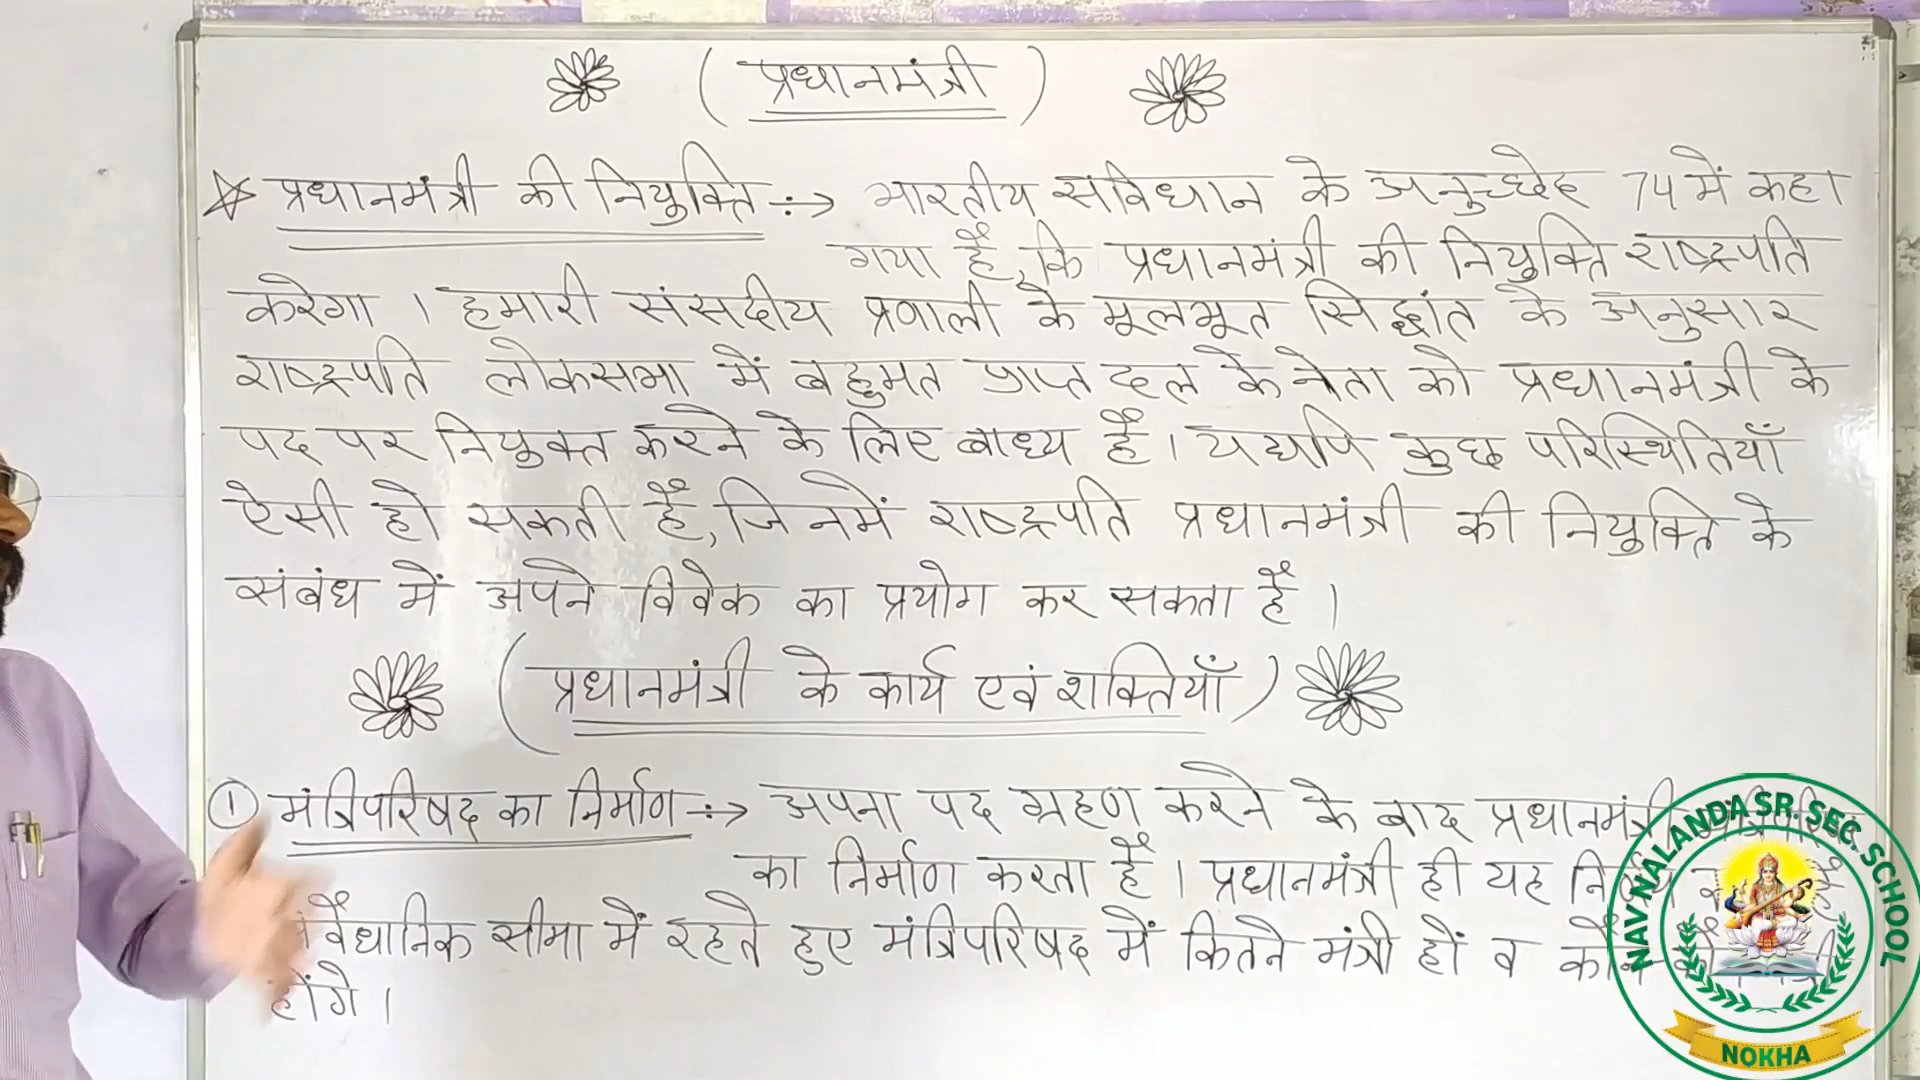 ( प्रधानमंत्री )
प्रधानमंत्री की नियुक्ति ÷→ भारतीय संविधान के अनुच्छेद 74 में कहा
गया है, कि प्रधानमंत्री की नियुक्ति राष्ट्रपति
करेगा । हमारी संसदीय प्रणाली के मूलभूत सिद्धांत के अनुसार
राष्ट्रपति लोकसभा में बहुमत प्राप्त दल के नेता को प्रधानमंत्री के
पद पर नियुक्त करने के लिए बाध्य है । यद्यपि कुछ परिस्थितियाँ
ऐसी हो सकती है, जिनमें राष्ट्रपति प्रधानमंत्री की नियुक्ति के
संबंध में अपने विवेक का प्रयोग कर सकता है ।
( प्रधानमंत्री के कार्य एवं शक्तियाँ )
① मंत्रिपरिषद का निर्माण ÷→ अपना पद ग्रहण करने के बाद प्रधानमंत्री
का निर्माण करता है । प्रधानमंत्री ही यह
सीमा में रहते हुए मंत्रिपरिषद में कितने मंत्री हों व
होंगे ।
NAV NALANDA SR. SEC. SCHOOL
NOKHA